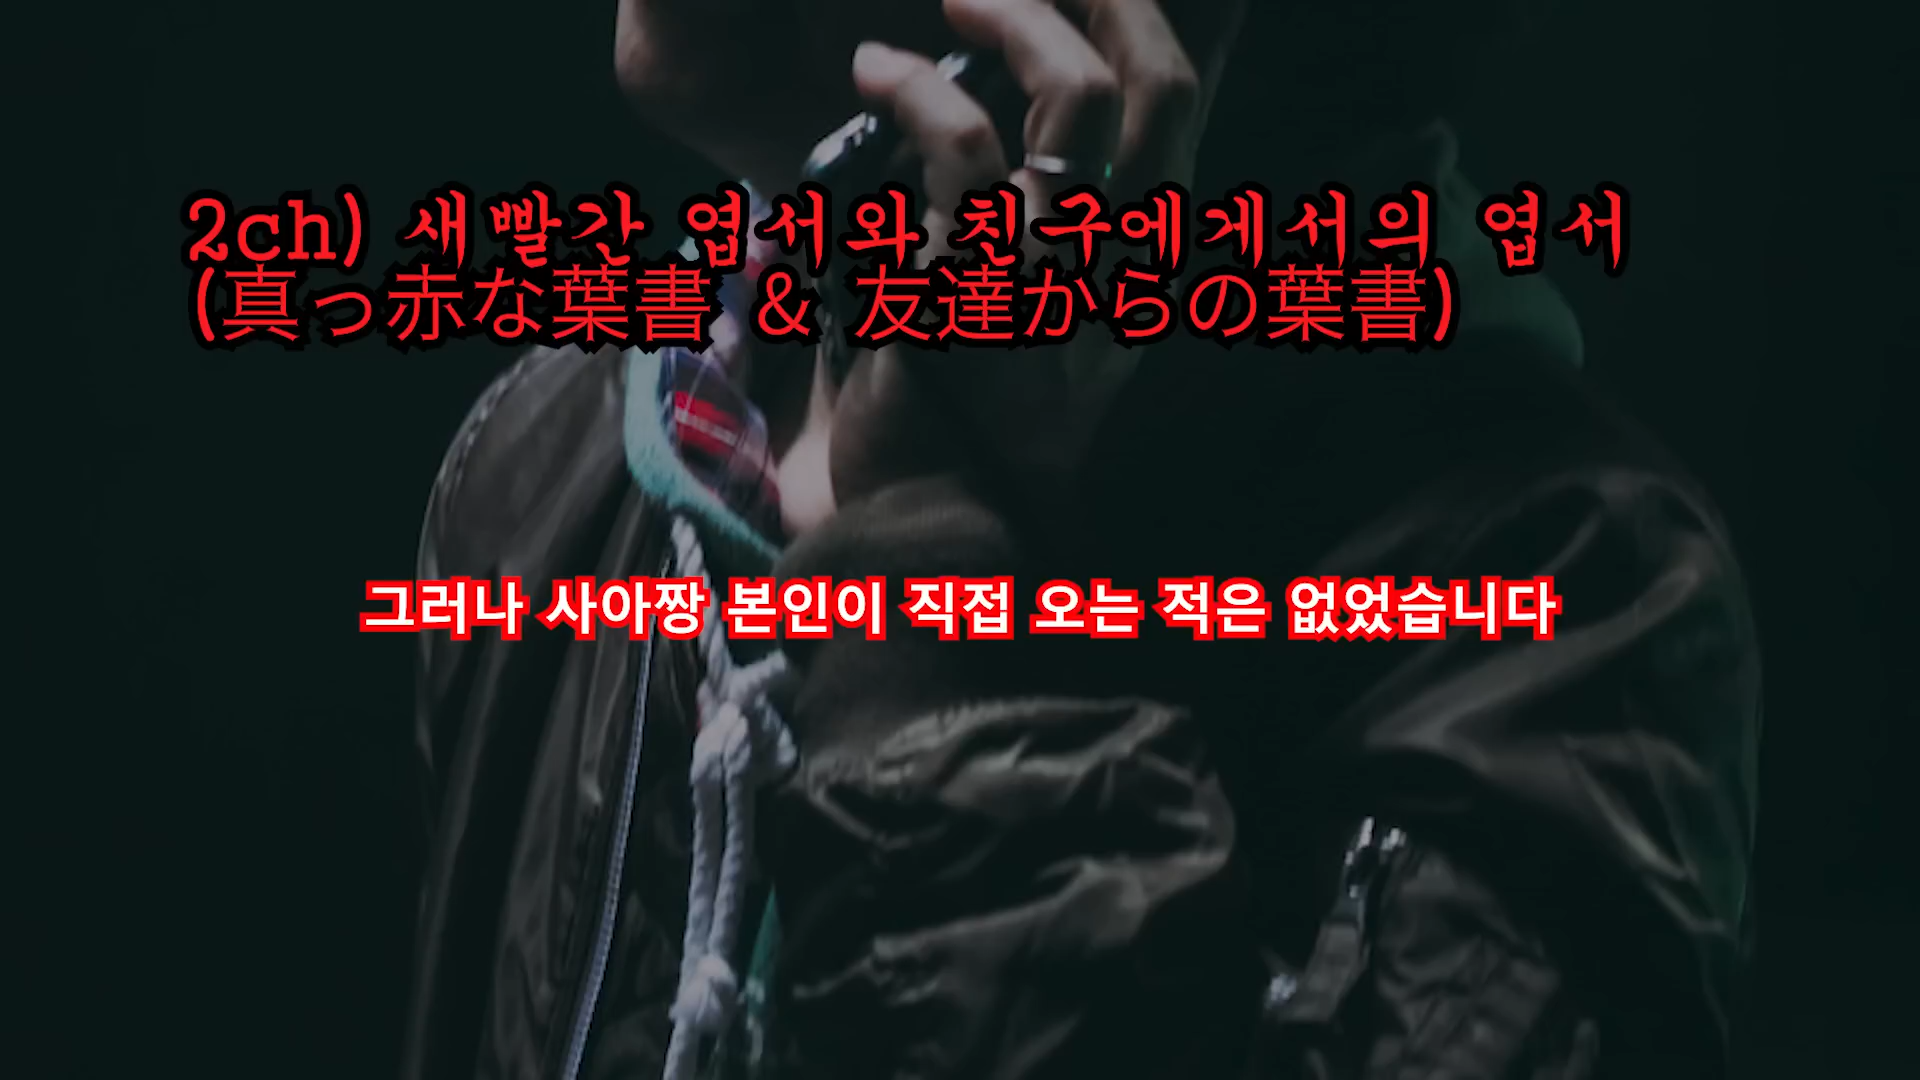 2ch) 새빨간 엽서와 친구에게서의 엽서
(真っ赤な葉書 & 友達からの葉書)
그러나 사아짱 본인이 직접 오는 적은 없었습니다